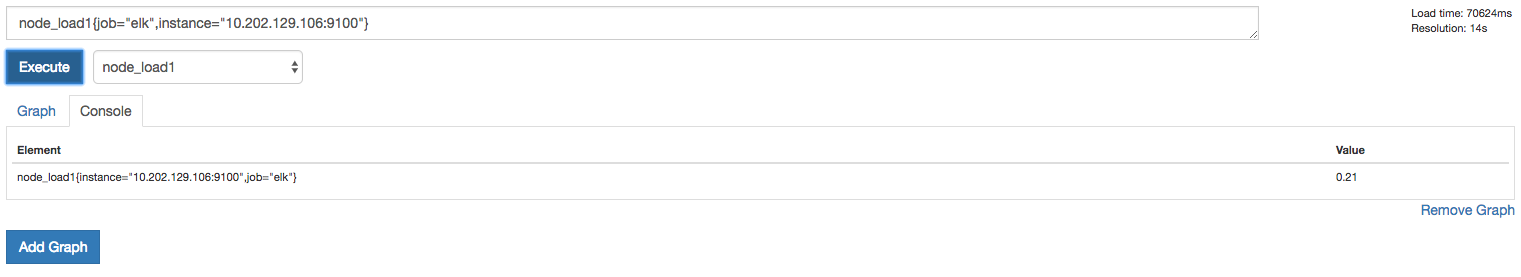 node_load1{job="elk",instance="10.202.129.106:9100"}
Load time: 70624ms
Resolution: 14s
Execute
node_load1
Graph
Console
Element
Value
node_load1{instance="10.202.129.106:9100",job="elk"}
0.21
Remove Graph
Add Graph